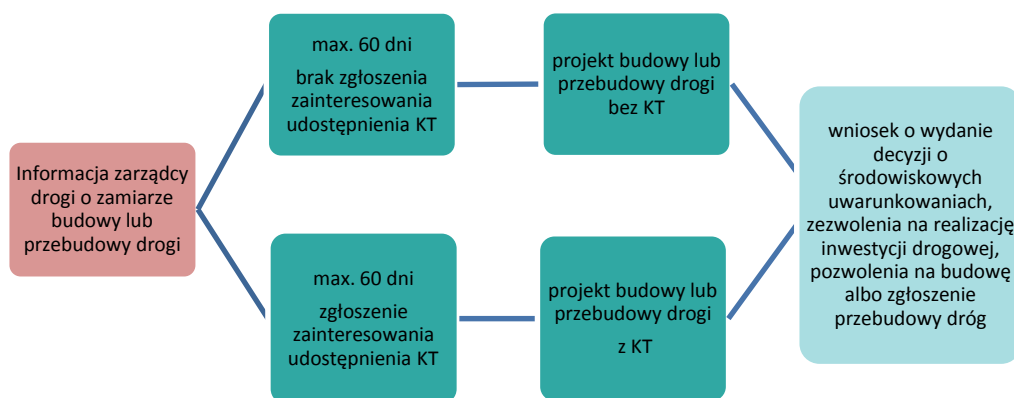 Informacja zarządcy
drogi o zamiarze
budowy lub
przebudowy drogi
max. 60 dni
brak zgłoszenia
zainteresowania
udostępnienia KT
projekt budowy lub
przebudowy drogi
bez KT
max. 60 dni
zgłoszenie
zainteresowania
udostępnienia KT
projekt budowy lub
przebudowy drogi
z KT
wniosek o wydanie
decyzji o
środowiskowych
uwarunkowaniach,
zezwolenia na realizację
inwestycji drogowej,
pozwolenia na budowę
albo zgłoszenie
przebudowy dróg